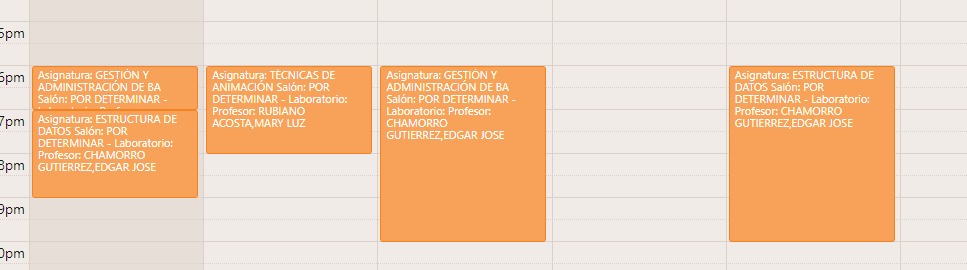 5pm
6pm
Asignatura: GESTIÓN Y
ADMINISTRACIÓN DE BA
Salón: POR DETERMINAR -
Asignatura: TÉCNICAS DE
ANIMACIÓN Salón: POR
DETERMINAR - Laboratorio:
Profesor: RUBIANO
ACOSTA,MARY LUZ
Asignatura: GESTIÓN Y
ADMINISTRACIÓN DE BA
Salón: POR DETERMINAR -
Laboratorio: Profesor:
CHAMORRO
GUTIERREZ,EDGAR JOSE
Asignatura: ESTRUCTURA DE
DATOS Salón: POR
DETERMINAR - Laboratorio:
Profesor: CHAMORRO
GUTIERREZ,EDGAR JOSE
7pm
Asignatura: ESTRUCTURA DE
DATOS Salón: POR
DETERMINAR - Laboratorio:
Profesor: CHAMORRO
GUTIERREZ,EDGAR JOSE
8pm
9pm
0pm